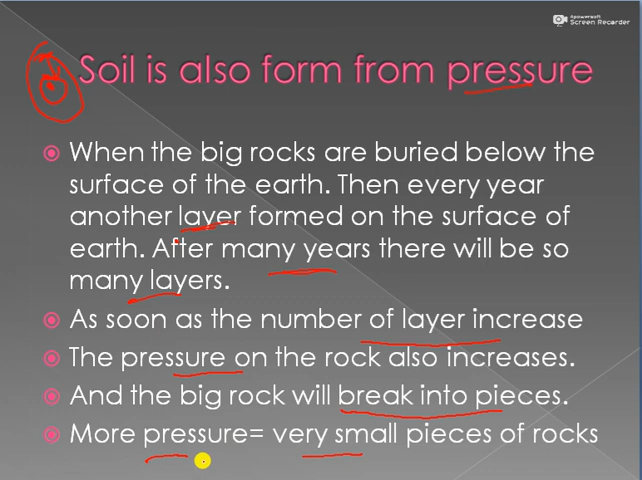 Apowersoft
Screen Recorder
Soil is also form from pressure
When the big rocks are buried below the
surface of the earth. Then every year
another layer formed on the surface of
earth. After many years there will be so
many layers.
As soon as the number of layer increase
The pressure on the rock also increases.
And the big rock will break into pieces.
More pressure= very small pieces of rocks